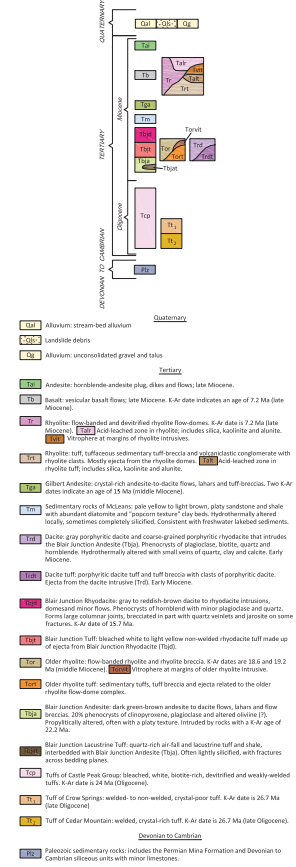 QUATERNARY
Qal
Qls
Qg
TERTIARY
Miocene
Tai
Tb
Talr
Tvit
Tr
Talt
Trt
Tga
Tm
Torvit
Tbjd
Tbjt
Tor
Tort
Trd
Trdt
Tbja
Tbjat
Oligocene
Tcp
Tt1
Tt2
DEVONIAN TO CAMBRIAN
Plz
Quaternary
Qal Alluvium: stream-bed alluvium
Qls Landslide debris
Qg Alluvium: unconsolidated gravel and talus
Tertiary
Tai Andesite: hornblende-andesite plug, dikes and flows; late Miocene.
Tb Basalt: vesicular basalt flows; late Miocene. K-Ar date indicates an age of 7.2 Ma (late
Miocene).
Tr Rhyolite: flow-banded and devitrified rhyolite flow-domes. K-Ar date is 7.2 Ma (late
Miocene). Talr Acid-leached zone in rhyolite; includes silica, kaolinite and alunite.
Tvit Vitrophere at margins of rhyolite intrusives.
Trt Rhyolite: tuff, tuffaceous sedimentary tuff-breccia and volcaniclastic conglomerate with
rhyolite clasts. Mostly ejecta from the rhyolite domes. Talt Acid-leached zone in
rhyolite tuff; includes silica, kaolinite and alunite.
Tga Gilbert Andesite: crystal-rich andesite-to-dacite flows, lahars and flow-breccias. Two K-Ar
dates indicate an age of 15 Ma (middle Miocene).
Tm Sedimentary rocks of McLeans: pale yellow to light brown, platy sandstone and shale
with abundant diatomite and "popcorn texture" clay beds. Hydrothermally altered
locally, sometimes completely silicified. Consistent with freshwater lakebed sediments.
Trd Dacite: gray porphyritic dacite and coarse-grained porphyritic rhyodacite that intrudes
the Blair Junction Andesite (Tbja). Phenocrysts of plagioclase, biotite, quartz and
hornblende. Hydrothermally altered with small veins of quartz, clay and calcite. Early
Miocene.
Trdt Dacite tuff: porphyritic dacite tuff and tuff breccia with clasts of porphyritic dacite.
Ejecta from the dacite intrusive (Trd). Early Miocene.
Tbjd Blair Junction Rhyodacite: gray to reddish-brown dacite to rhyodacite intrusions,
domesand minor flows. Phenocrysts of hornblend with minor plagioclase and quartz.
Forms large columnar joints, brecciated in part with quartz veinlets and jarosite on some
fractures. K-Ar date of 15.7 Ma.
Tbjt Blair Junction Tuff: bleached white to light yellow non-welded rhyodacite tuff made up
of ejecta from Blair Junction Rhyodacite (Tbjd).
Tor Older rhyolite: flow-banded rhyolite and rhyolite breccia. K-Ar dates are 18.6 and 19.2
Ma (middle Miocene). Torvit Vitrophere at margins of older rhyolite intrusive.
Tort Older rhyolite tuff: sedimentary tuffs, tuff breccia and ejecta related to the older
rhyolite flow-dome complex.
Tbja Blair Junction Andesite: dark green-brown andesite to dacite flows, lahars and flow
breccias. 20% phenocrysts of clinopyroxene, plagioclase and altered olivine (?).
Propylitically altered, often with a platy texture. Intruded by rocks with a K-Ar age of
22.2 Ma.
Tbjat Blair Junction Lacustrine Tuff: quartz-rich air-fall and lacustrine tuff and shale,
interbedded with Blair Junction Andesite (Tbja). Often lightly silicified, with fractures
across bedding planes.
Tcp Tuffs of Castle Peak Group: bleached, white, biotite-rich, devitrified and weakly-welded
tuffs. K-Ar date is 24 Ma (Oligocene).
Tt1 Tuff of Crow Springs: welded- to non-welded, crystal-poor tuff. K-Ar date is 26.7 Ma
(late Oligocene)
Tt2 Tuff of Cedar Mountain: welded, crystal-rich tuff. K-Ar date is 26.7 Ma (late Oligocene).
Devonian to Cambrian
Plz Paleozoic sedimentary rocks: includes the Permian Mina Formation and Devonian to
Cambrian siliceous units with minor limestones.